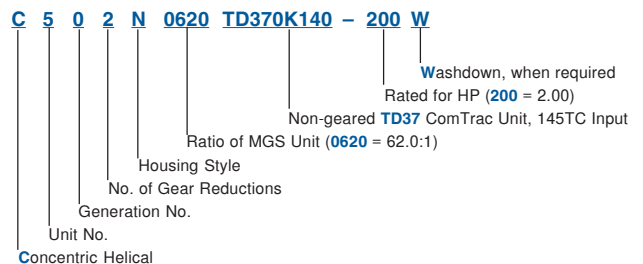 C 5 0 2 N 0620 TD370K140 – 200 W
Washdown, when required
Rated for HP (200 = 2.00)
Non-geared TD37 ComTrac Unit, 145TC Input
Ratio of MGS Unit (0620 = 62.0:1)
Housing Style
No. of Gear Reductions
Generation No.
Unit No.
Concentric Helical